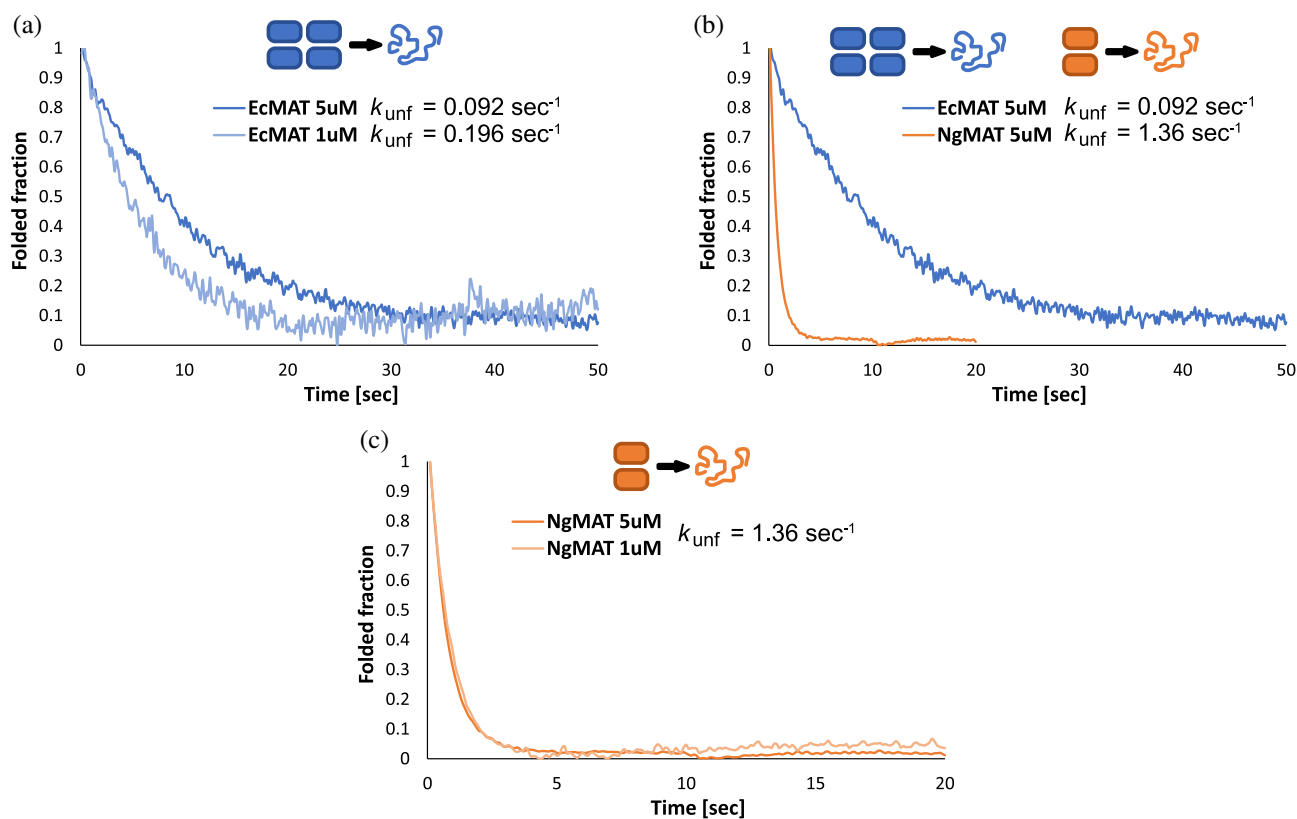 (a)
EcMAT 5uM kunf = 0.092 sec-1
EcMAT 1uM kunf = 0.196 sec-1
1
0.9
0.8
0.7
0.6
0.5
0.4
0.3
0.2
0.1
0
Folded fraction
0 10 20 30 40 50
Time [sec]
(b)
EcMAT 5uM kunf = 0.092 sec-1
NgMAT 5uM kunf = 1.36 sec-1
1
0.9
0.8
0.7
0.6
0.5
0.4
0.3
0.2
0.1
0
Folded fraction
0 10 20 30 40 50
Time [sec]
(c)
NgMAT 5uM
NgMAT 1uM
kunf = 1.36 sec-1
1
0.9
0.8
0.7
0.6
0.5
0.4
0.3
0.2
0.1
0
Folded fraction
0 5 10 15 20
Time [sec]